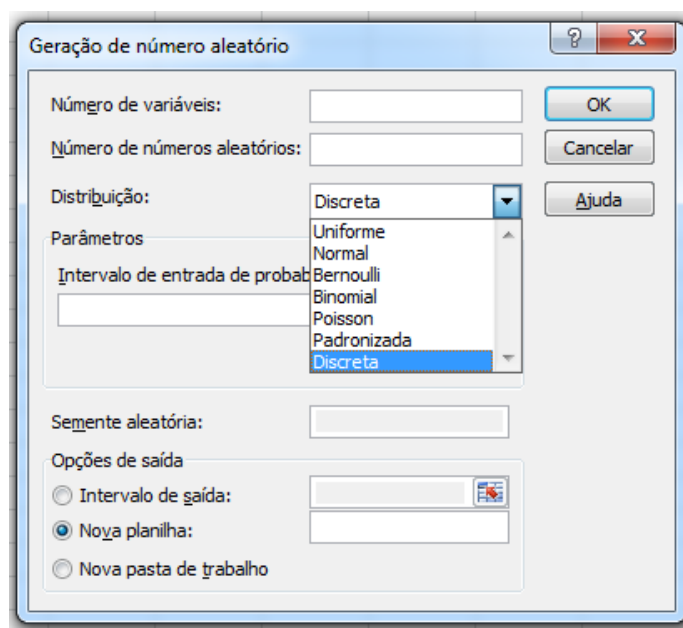 Geração de número aleatório
Número de variáveis:
OK
Número de números aleatórios:
Cancelar
Distribuição:
Discreta
Ajuda
Uniforme
Normal
Bernoulli
Binomial
Poisson
Padronizada
Discreta
Parâmetros
Intervalo de entrada de probab
Semente aleatória:
Opções de saída
Intervalo de saída:
Nova planilha:
Nova pasta de trabalho